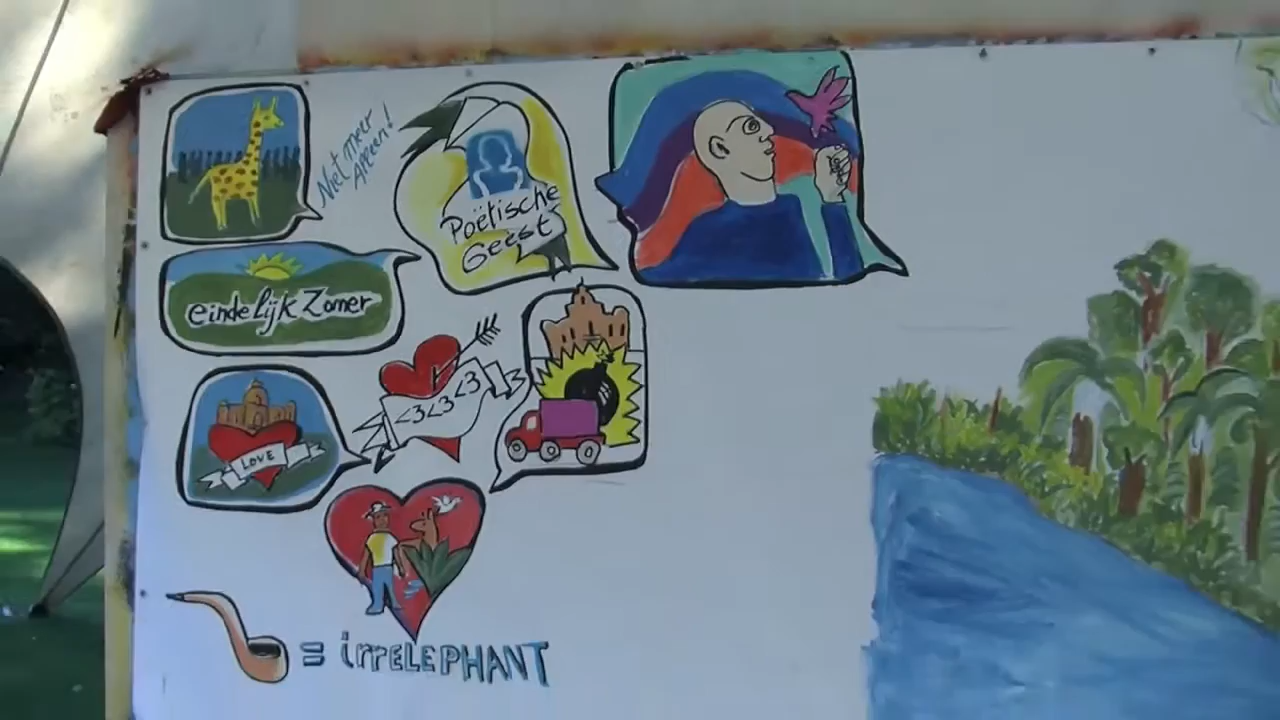 Niet meer
Alleen!
Poëtische
Geest
eindelijk Zomer
<3<3<3
LOVE
= irrELEPHANT